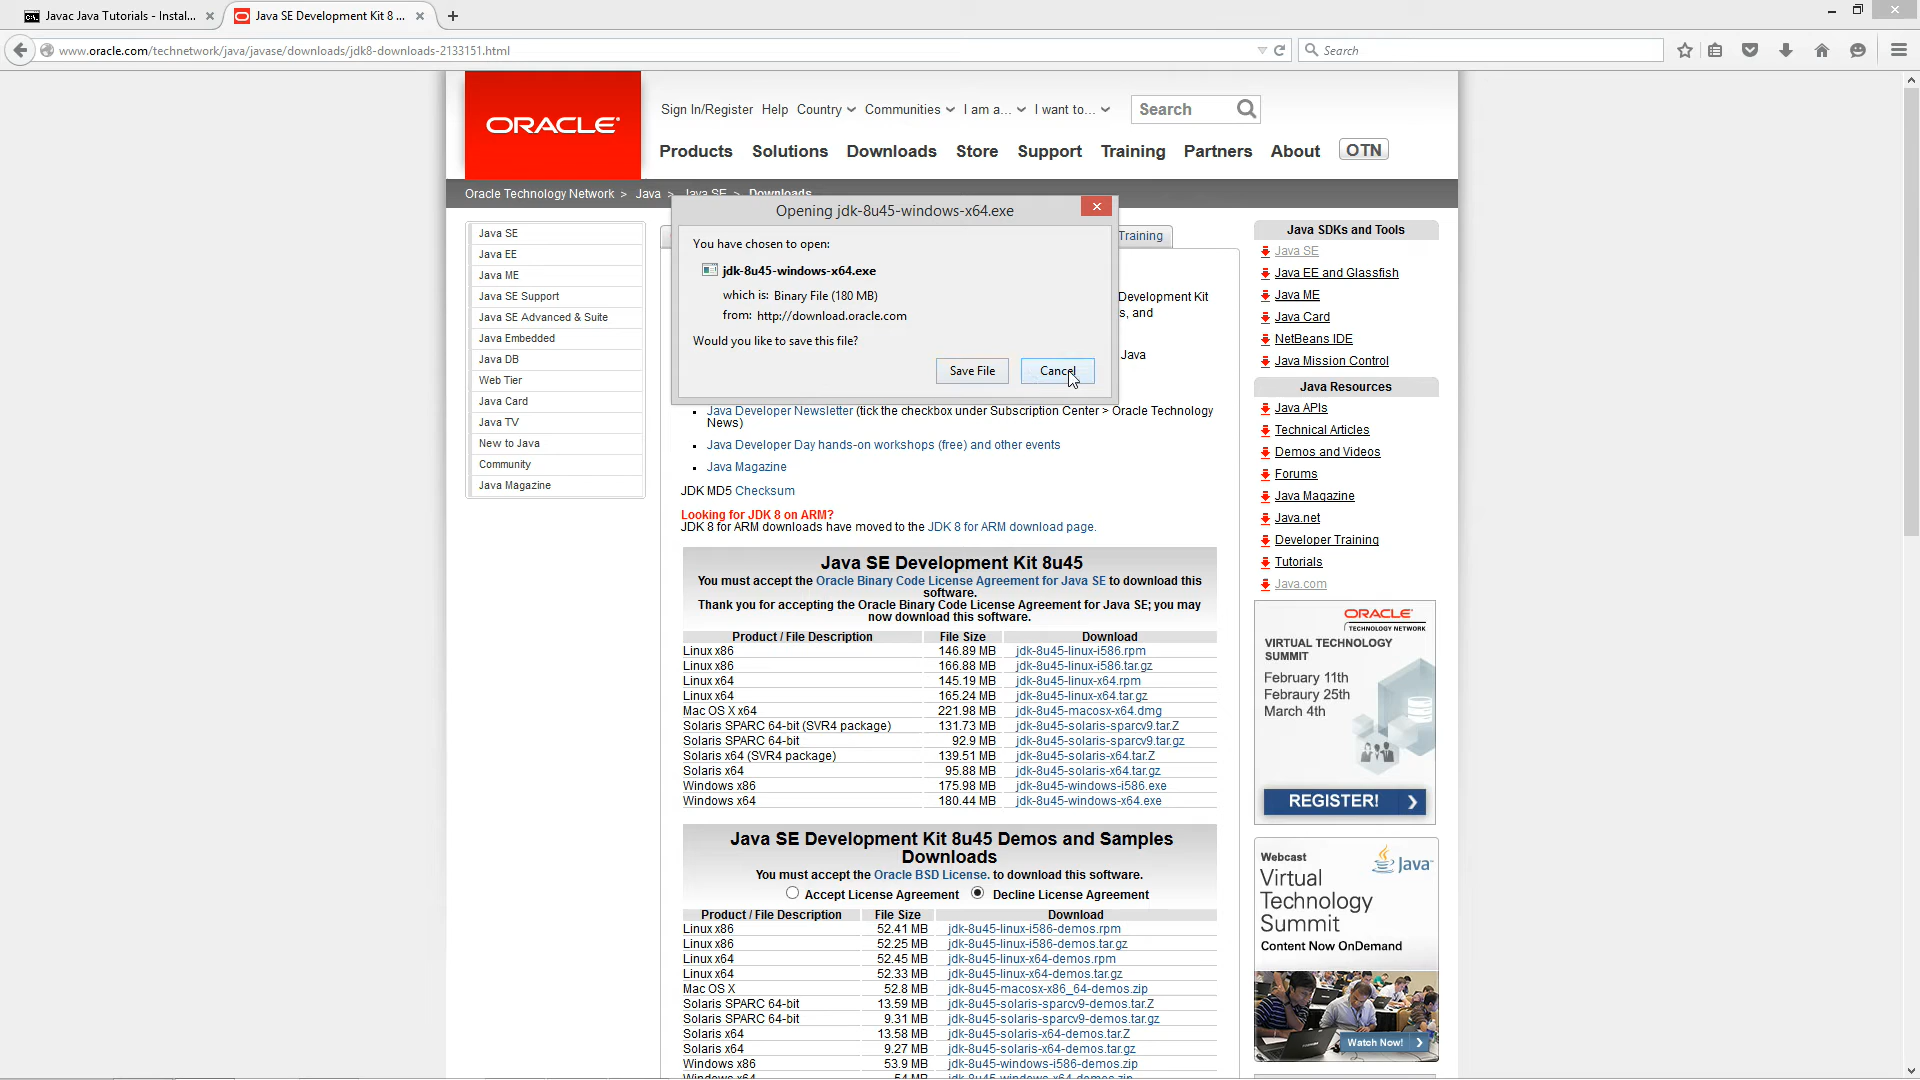 Javac Java Tutorials - Instal...
Java SE Development Kit 8 ...
www.oracle.com/technetwork/java/javase/downloads/jdk8-downloads-2133151.html
Search
ORACLE
Sign In/Register Help Country Communities I am a... I want to... Search
Products Solutions Downloads Store Support Training Partners About OTN
Oracle Technology Network > Java > Java SE > Downloads
Java SE
Java EE
Java ME
Java SE Support
Java SE Advanced & Suite
Java Embedded
Java DB
Web Tier
Java Card
Java TV
New to Java
Community
Java Magazine
Opening jdk-8u45-windows-x64.exe
You have chosen to open:
jdk-8u45-windows-x64.exe
which is: Binary File (180 MB)
from: http://download.oracle.com
Would you like to save this file?
Save File Cancel
Training
Development Kit
s, and
Java
Java Developer Newsletter (tick the checkbox under Subscription Center > Oracle Technology
News)
Java Developer Day hands-on workshops (free) and other events
Java Magazine
JDK MD5 Checksum
Looking for JDK 8 on ARM?
JDK 8 for ARM downloads have moved to the JDK 8 for ARM download page.
Java SE Development Kit 8u45
You must accept the Oracle Binary Code License Agreement for Java SE to download this
software.
Thank you for accepting the Oracle Binary Code License Agreement for Java SE; you may
now download this software.
Product / File Description File Size Download
Linux x86 146.89 MB jdk-8u45-linux-i586.rpm
Linux x86 166.88 MB jdk-8u45-linux-i586.tar.gz
Linux x64 145.19 MB jdk-8u45-linux-x64.rpm
Linux x64 165.24 MB jdk-8u45-linux-x64.tar.gz
Mac OS X x64 221.98 MB jdk-8u45-macosx-x64.dmg
Solaris SPARC 64-bit (SVR4 package) 131.73 MB jdk-8u45-solaris-sparcv9.tar.Z
Solaris SPARC 64-bit 92.9 MB jdk-8u45-solaris-sparcv9.tar.gz
Solaris x64 (SVR4 package) 139.51 MB jdk-8u45-solaris-x64.tar.Z
Solaris x64 95.88 MB jdk-8u45-solaris-x64.tar.gz
Windows x86 175.98 MB jdk-8u45-windows-i586.exe
Windows x64 180.44 MB jdk-8u45-windows-x64.exe
Java SE Development Kit 8u45 Demos and Samples
Downloads
You must accept the Oracle BSD License. to download this software.
Accept License Agreement Decline License Agreement
Product / File Description File Size Download
Linux x86 52.41 MB jdk-8u45-linux-i586-demos.rpm
Linux x86 52.25 MB jdk-8u45-linux-i586-demos.tar.gz
Linux x64 52.45 MB jdk-8u45-linux-x64-demos.rpm
Linux x64 52.33 MB jdk-8u45-linux-x64-demos.tar.gz
Mac OS X 52.8 MB jdk-8u45-macosx-x86_64-demos.zip
Solaris SPARC 64-bit 13.59 MB jdk-8u45-solaris-sparcv9-demos.tar.Z
Solaris SPARC 64-bit 9.31 MB jdk-8u45-solaris-sparcv9-demos.tar.gz
Solaris x64 13.58 MB jdk-8u45-solaris-x64-demos.tar.Z
Solaris x64 9.27 MB jdk-8u45-solaris-x64-demos.tar.gz
Windows x86 53.9 MB jdk-8u45-windows-i586-demos.zip
Windows x64 54 MB jdk-8u45-windows-x64-demos.zip
Java SDKs and Tools
Java SE
Java EE and Glassfish
Java ME
Java Card
NetBeans IDE
Java Mission Control
Java Resources
Java APIs
Technical Articles
Demos and Videos
Forums
Java Magazine
Java.net
Developer Training
Tutorials
Java.com
ORACLE
TECHNOLOGY NETWORK
VIRTUAL TECHNOLOGY
SUMMIT
February 11th
Febraury 25th
March 4th
REGISTER!
Webcast
Java
Virtual
Technology
Summit
Content Now OnDemand
Watch Now!